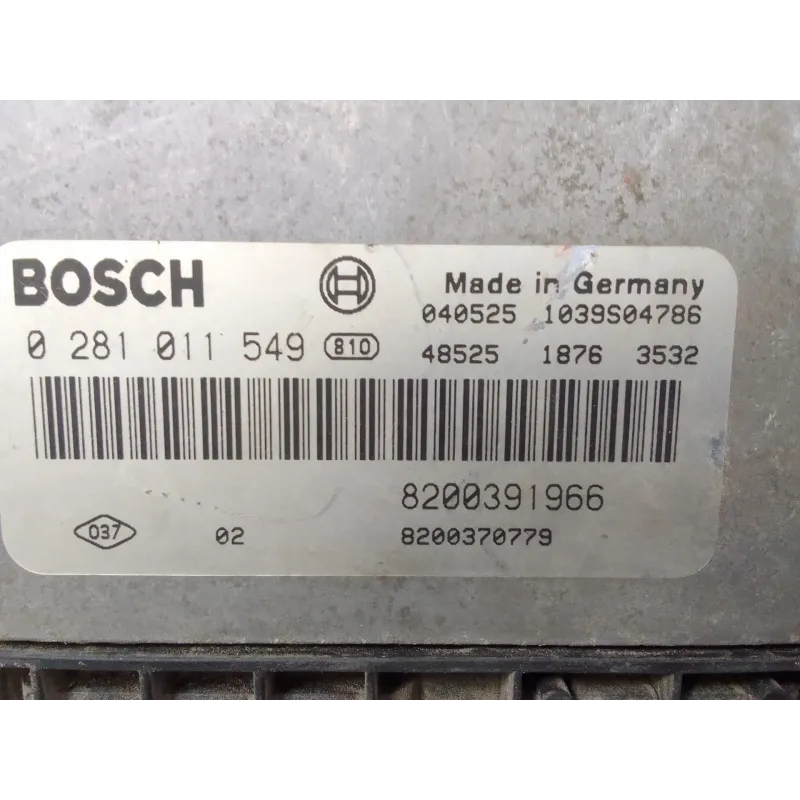 BOSCH
Made in Germany
040525 1039S04786
0 281 011 549 810
48525 1876 3532
8200391966
037 02 8200370779